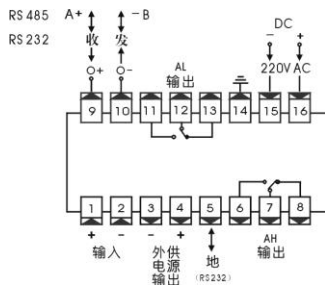 RS 485 A+ −B
RS 232 收 发
+ −
DC
− +
AL
输出
220V AC
9 10 11 12 13 14 15 16
1 2 3 4 5 6 7 8
+ − − +
输入 外供
电源
输出
地
(RS232)
AH
输出